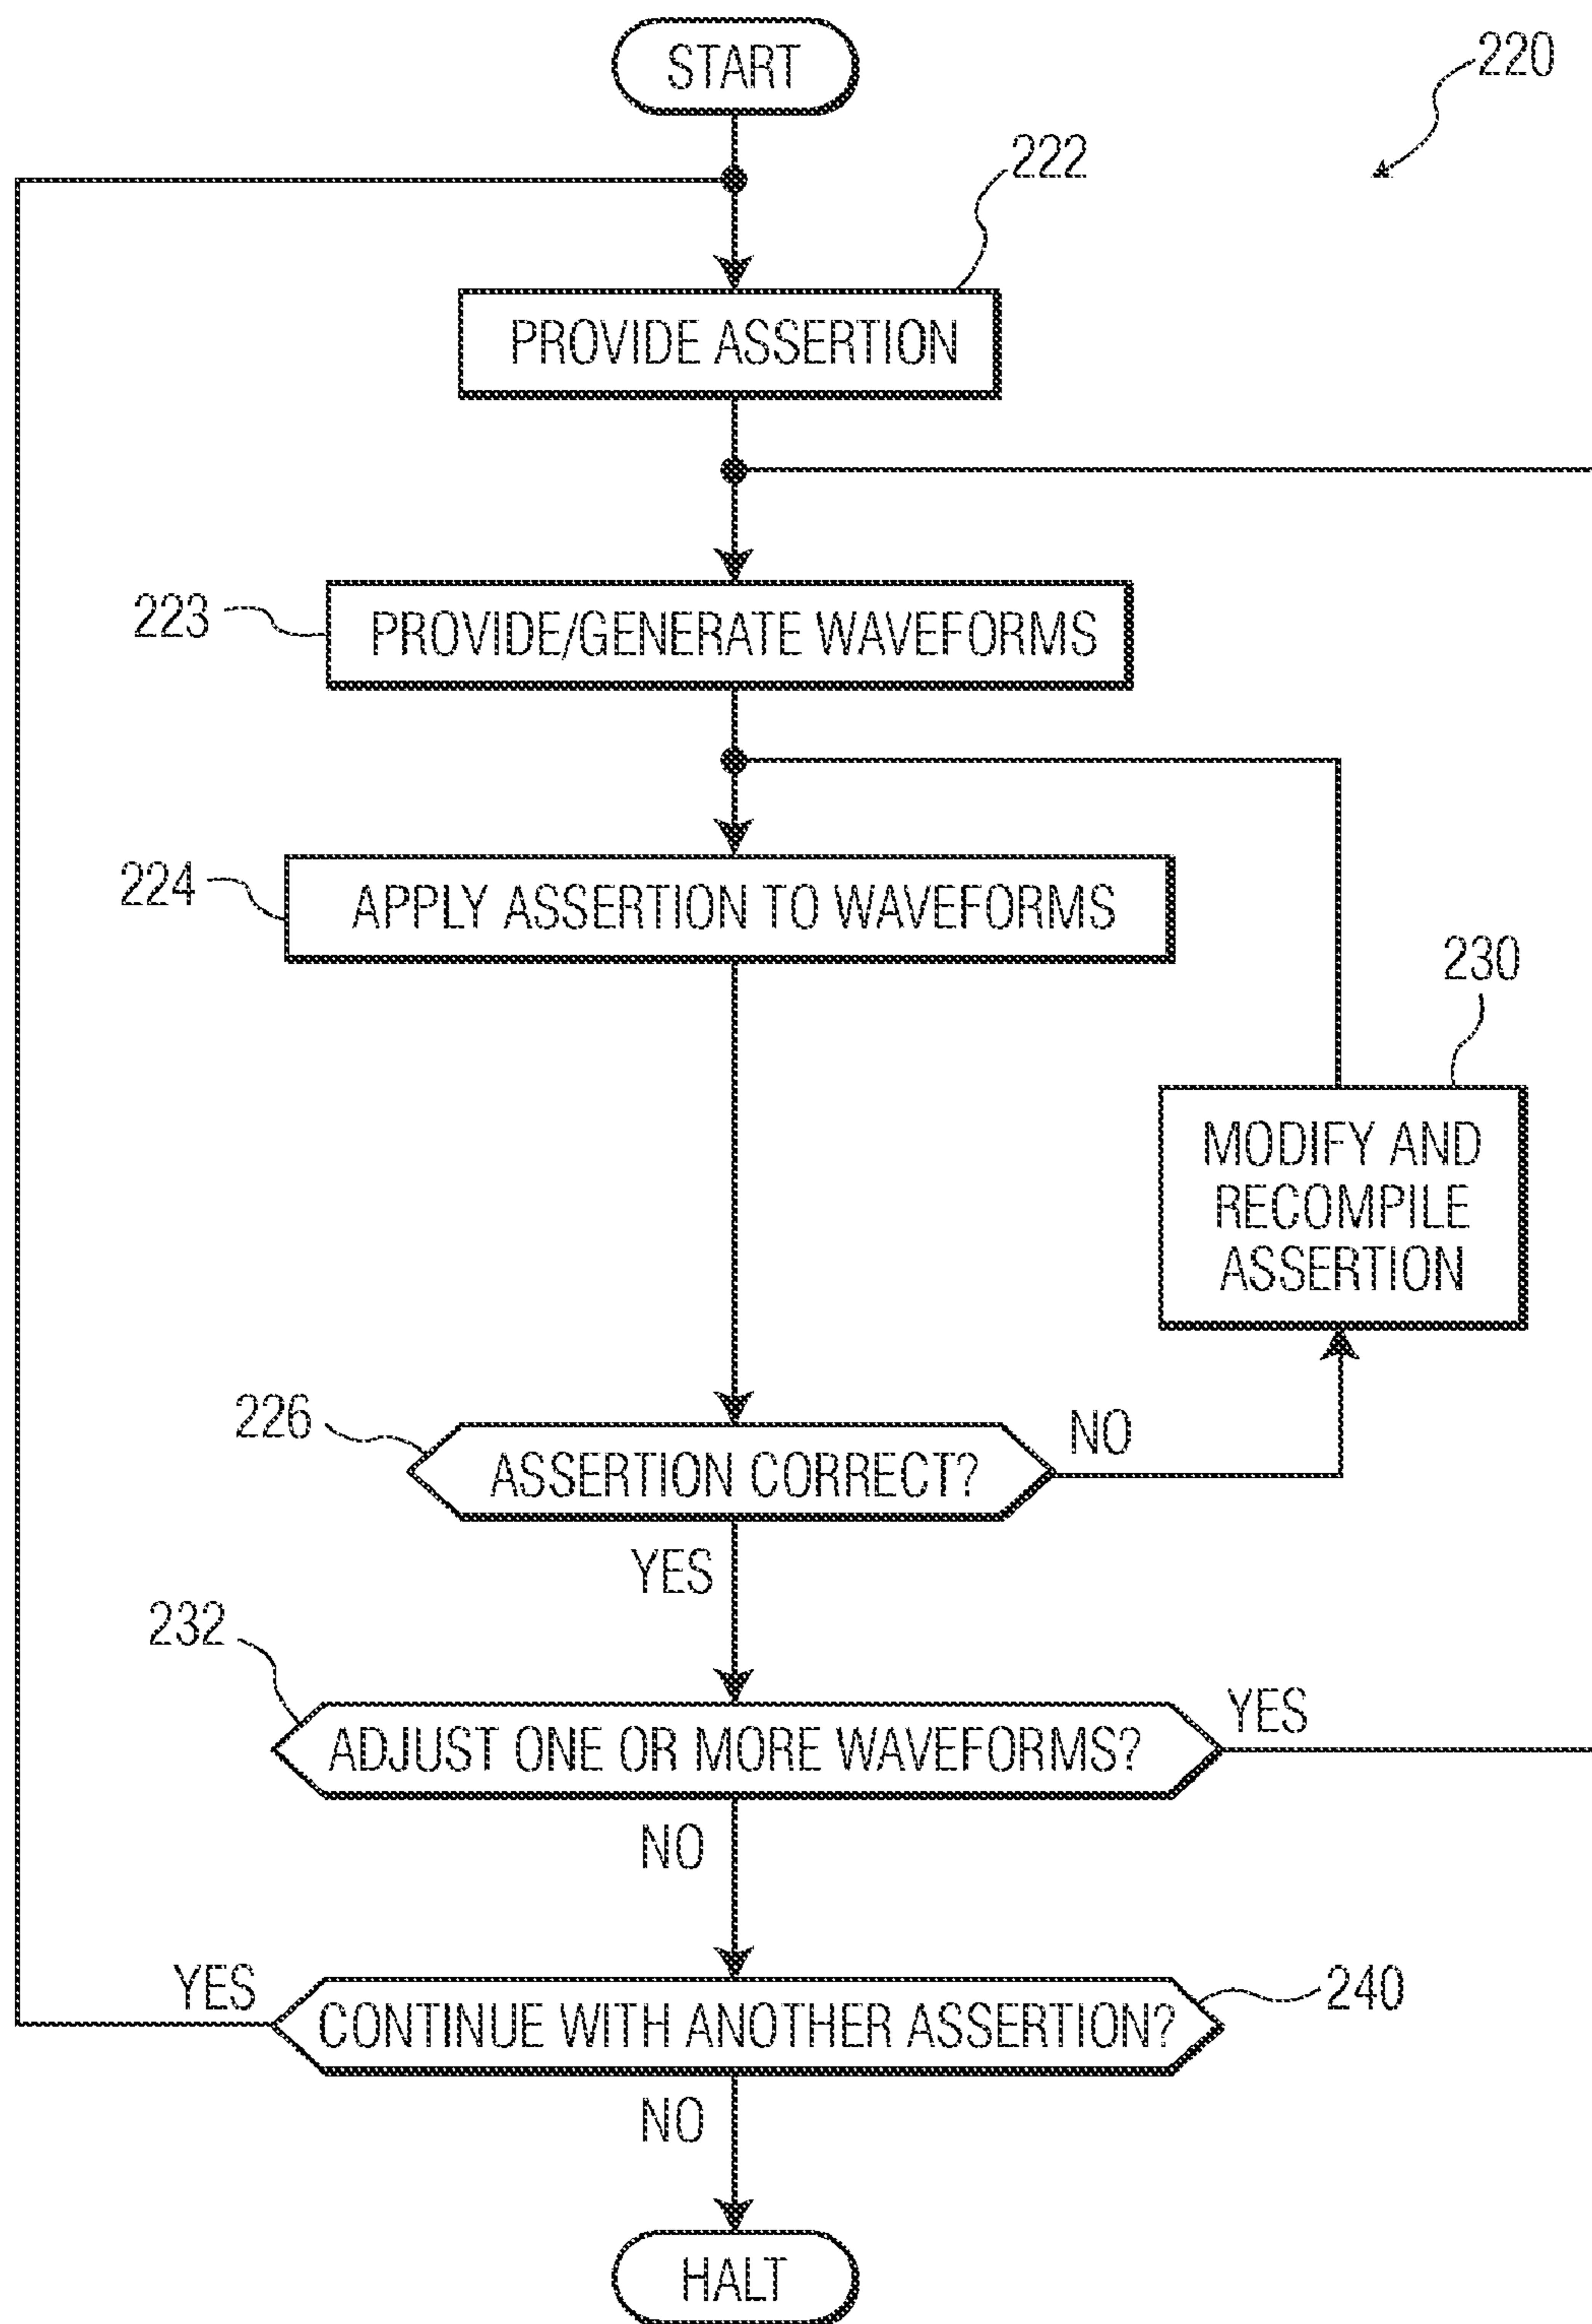 START
220
222
PROVIDE ASSERTION
223
PROVIDE/GENERATE WAVEFORMS
224
APPLY ASSERTION TO WAVEFORMS
230
MODIFY AND
RECOMPILE
ASSERTION
226
ASSERTION CORRECT?
NO
YES
232
ADJUST ONE OR MORE WAVEFORMS?
YES
NO
YES
CONTINUE WITH ANOTHER ASSERTION?
240
NO
HALT